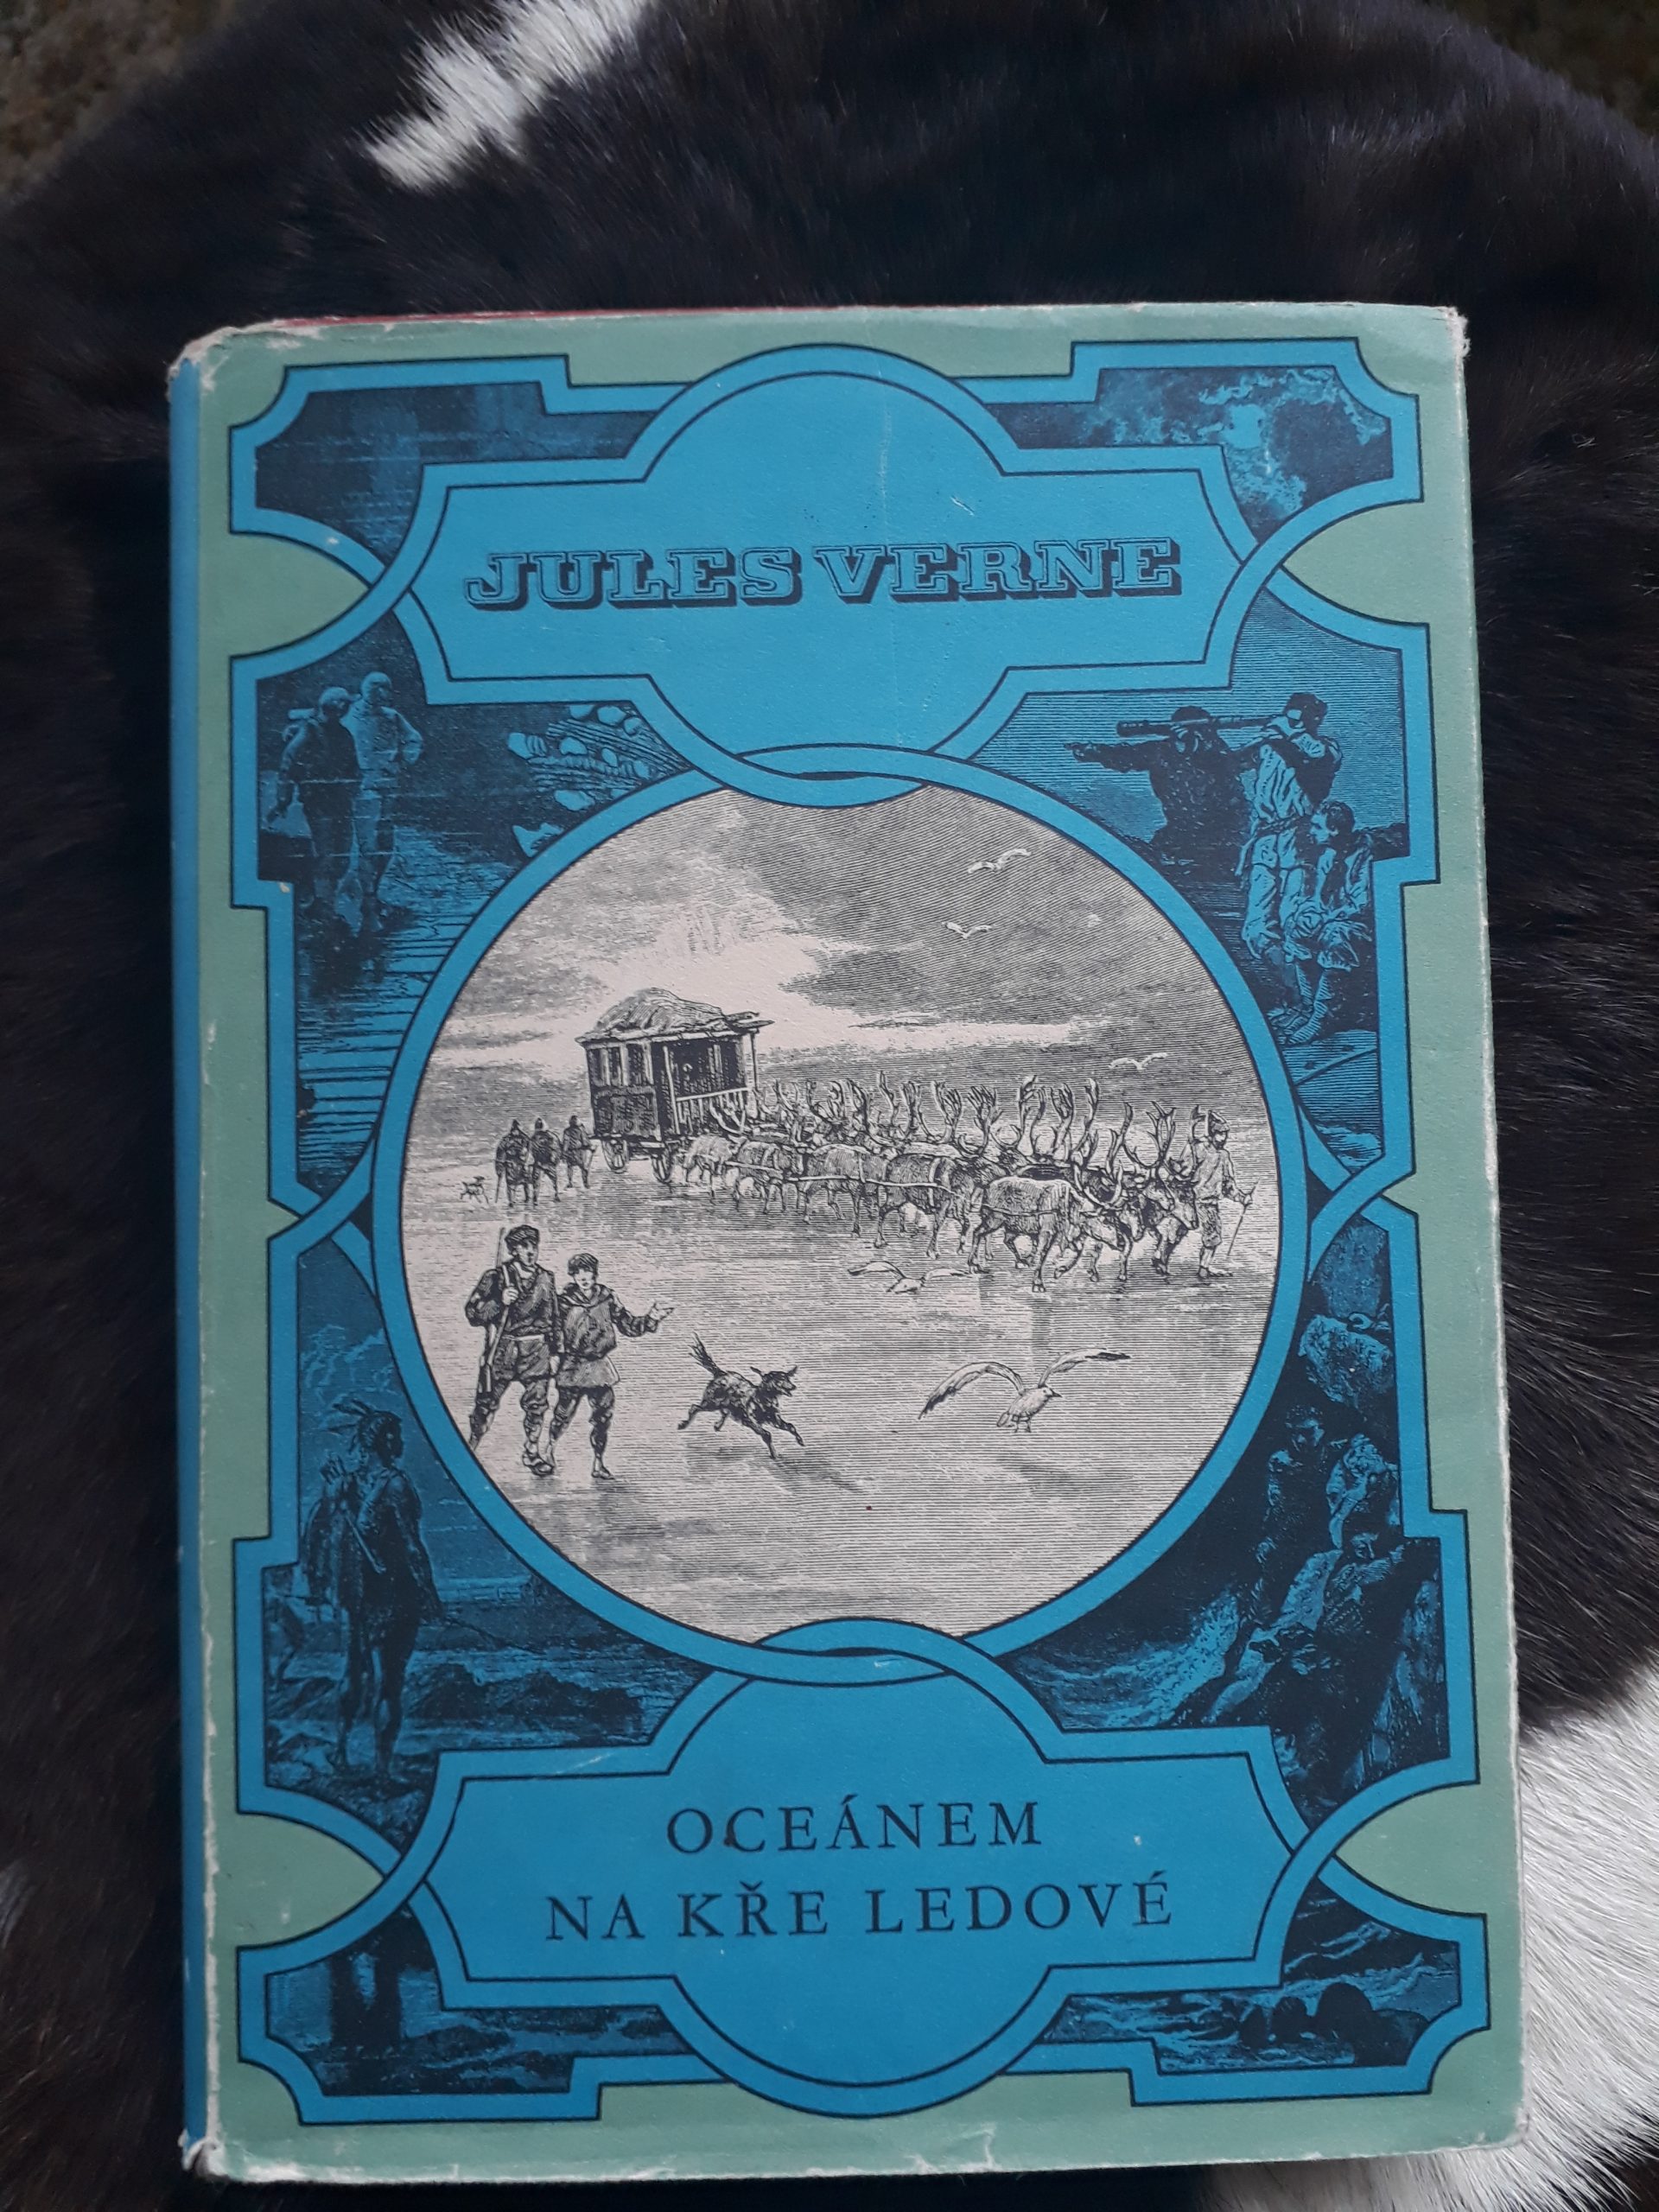 JULES VERNE
OCEÁNEM
NA KŘE LEDOVÉ